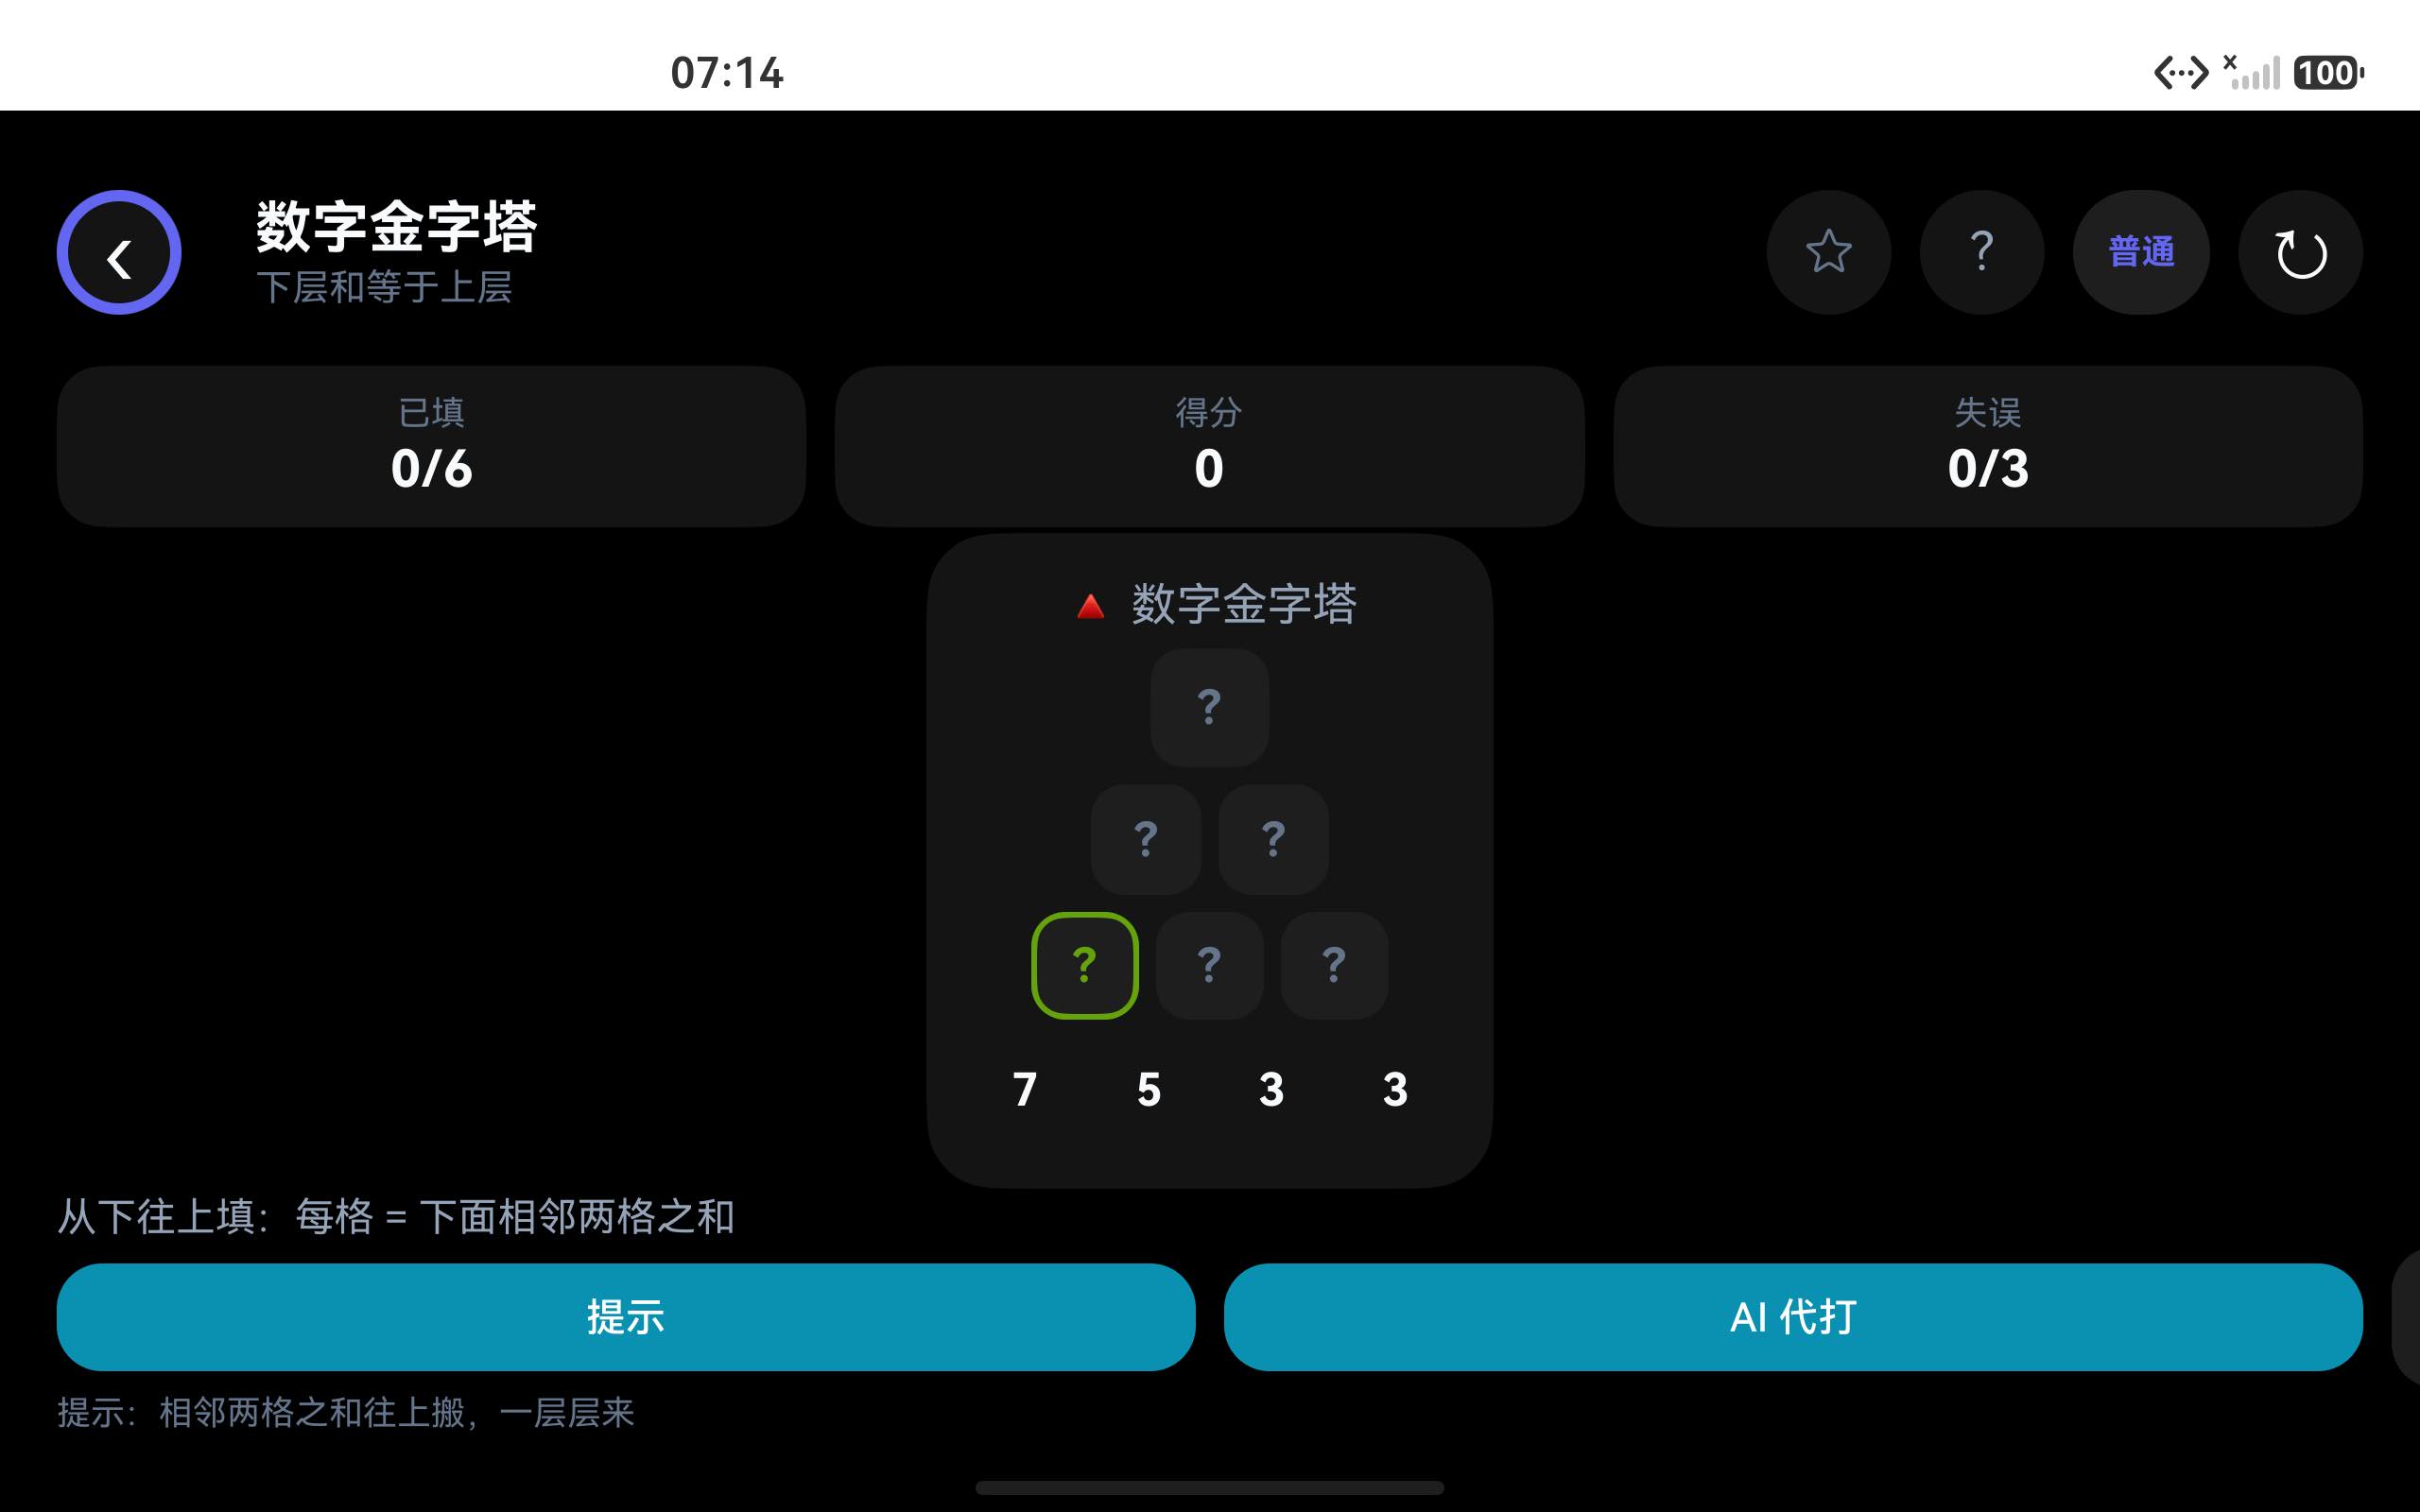 07:14
100
数字金字塔
下层和等于上层
?
普通
已填
0/6
得分
0
失误
0/3
数字金字塔
?
? ?
? ? ?
7 5 3 3
从下往上填：每格 = 下面相邻两格之和
提示
AI 代打
提示：相邻两格之和往上搬，一层层来